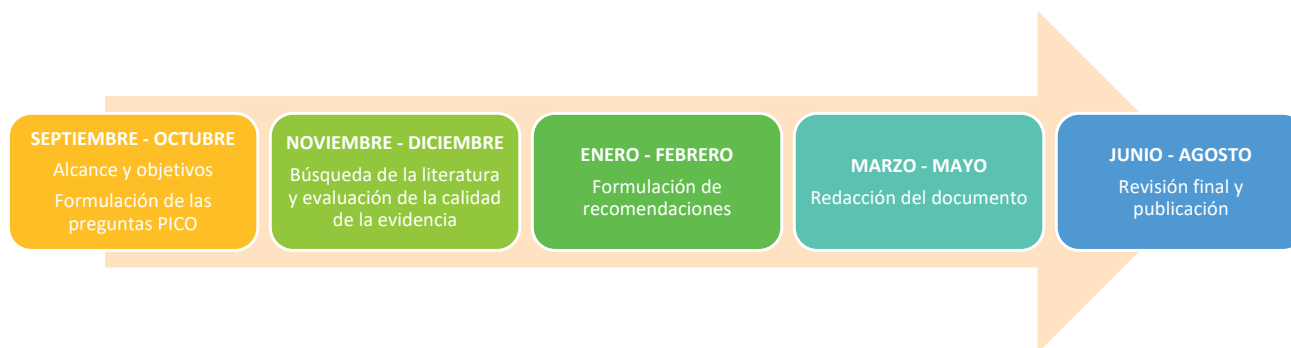 SEPTIEMBRE - OCTUBRE
Alcance y objetivos
Formulación de las
preguntas PICO
NOVIEMBRE - DICIEMBRE
Búsqueda de la literatura
y evaluación de la calidad
de la evidencia
ENERO - FEBRERO
Formulación de
recomendaciones
MARZO - MAYO
Redacción del documento
JUNIO - AGOSTO
Revisión final y
publicación